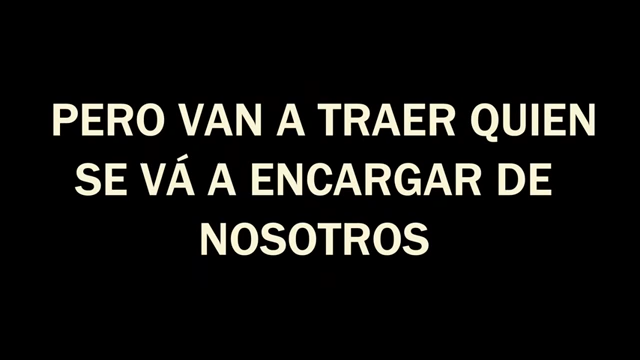 PERO VAN A TRAER QUIEN
SE VÁ A ENCARGAR DE
NOSOTROS